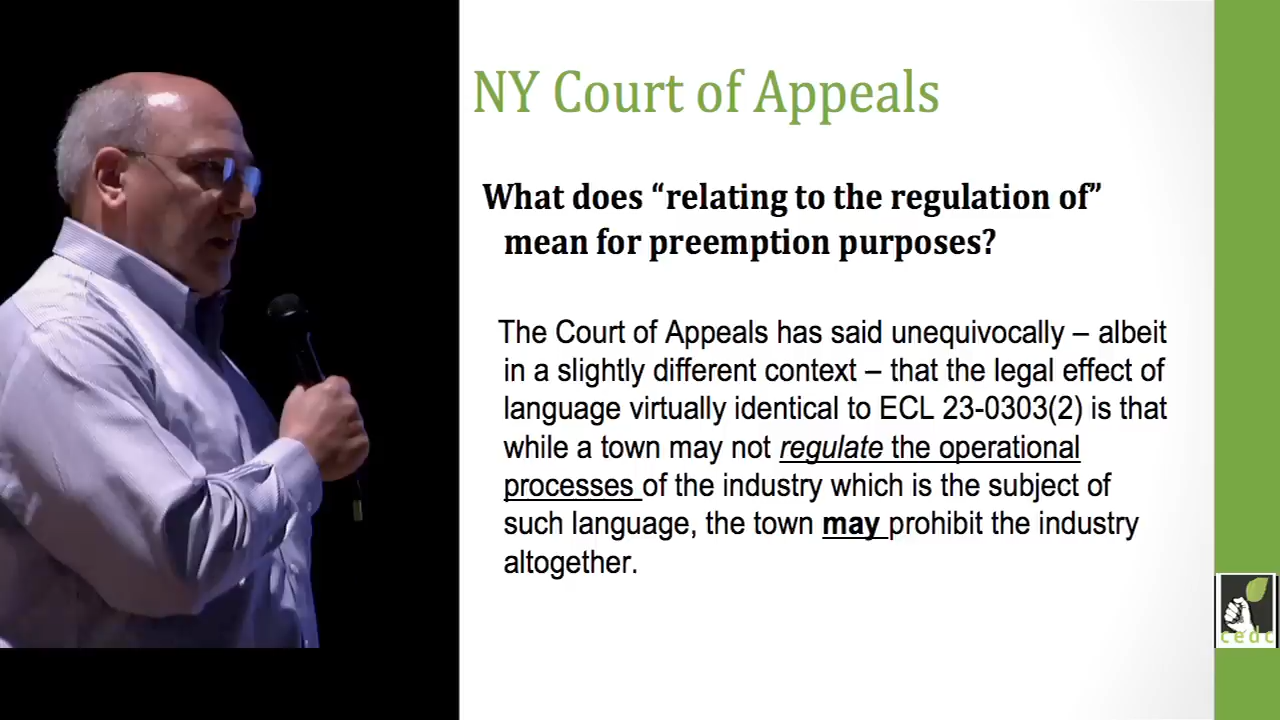 NY Court of Appeals
What does “relating to the regulation of”
mean for preemption purposes?
The Court of Appeals has said unequivocally – albeit
in a slightly different context – that the legal effect of
language virtually identical to ECL 23-0303(2) is that
while a town may not regulate the operational
processes of the industry which is the subject of
such language, the town may prohibit the industry
altogether.
cedc